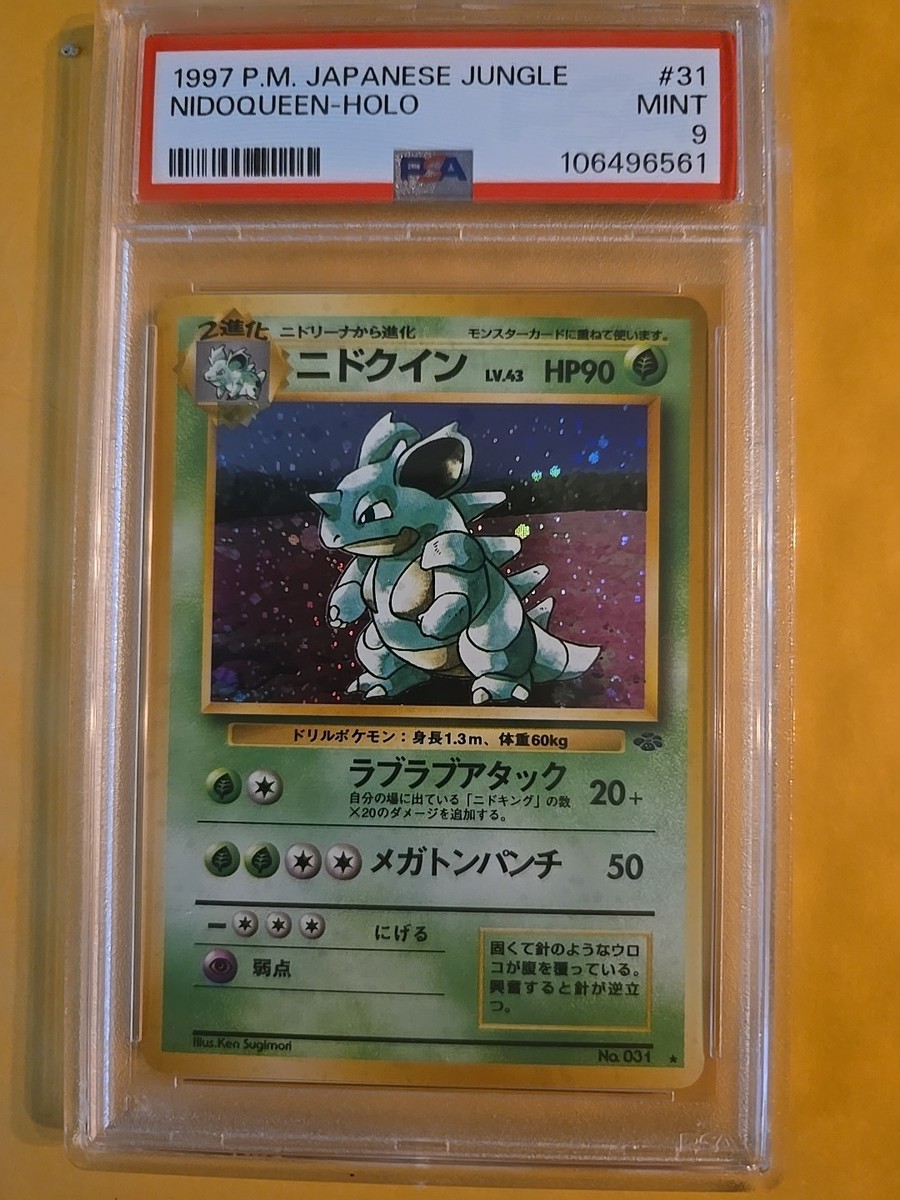 1997 P.M. JAPANESE JUNGLE #31
NIDOQUEEN-HOLO MINT
9
PSA 106496561
2進化 ニドリーナから進化 モンスターカードに重ねて使います。
ニドクイン LV.43 HP90
ドリルポケモン:身長1.3m、体重60kg
ラブラブアタック 20+
自分の場に出ている「ニドキング」の数
×20のダメージを追加する。
メガトンパンチ 50
ー にげる
弱点
固くて針のようなウロ
コが腹を覆っている。
興奮すると針が逆立
つ。
Illus.Ken Sugimori No.031 ★